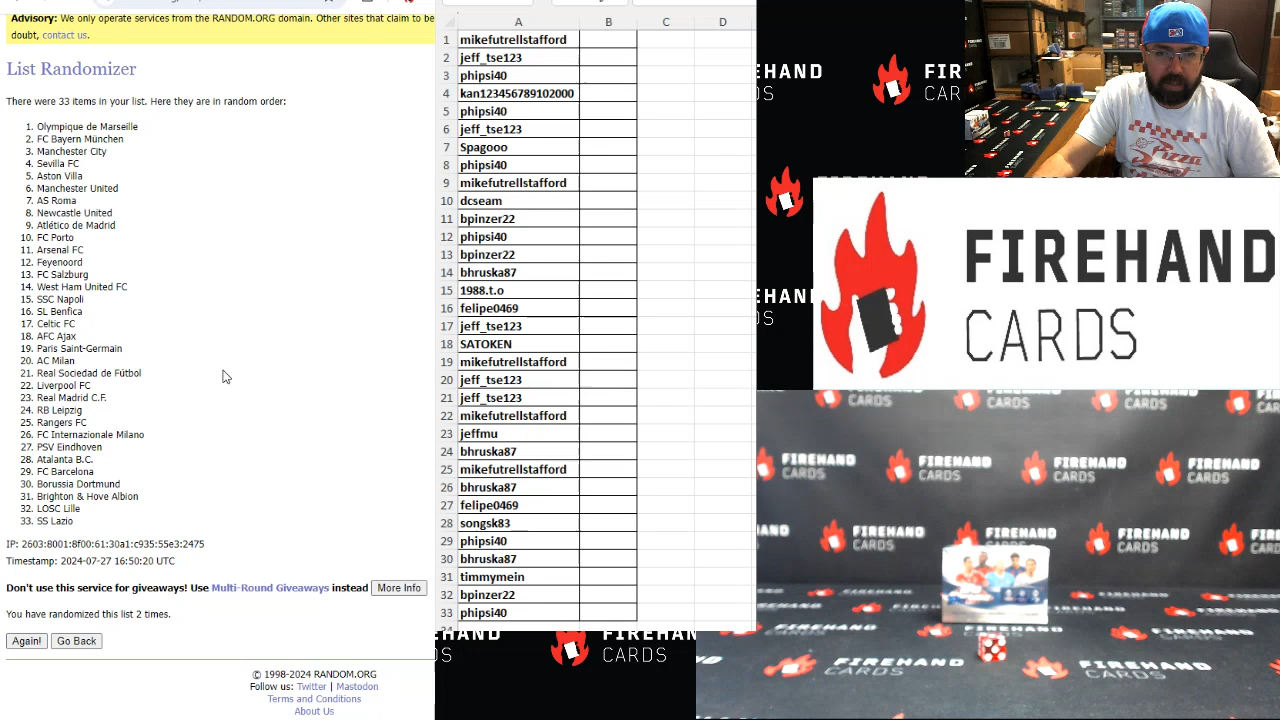 Advisory: We only operate services from the RANDOM.ORG domain. Other sites that claim to be
doubt, contact us.
List Randomizer
There were 33 items in your list. Here they are in random order:
1. Olympique de Marseille
2. FC Bayern München
3. Manchester City
4. Sevilla FC
5. Aston Villa
6. Manchester United
7. AS Roma
8. Newcastle United
9. Atlético de Madrid
10. FC Porto
11. Arsenal FC
12. Feyenoord
13. FC Salzburg
14. West Ham United FC
15. SSC Napoli
16. SL Benfica
17. Celtic FC
18. AFC Ajax
19. Paris Saint-Germain
20. AC Milan
21. Real Sociedad de Fútbol
22. Liverpool FC
23. Real Madrid C.F.
24. RB Leipzig
25. Rangers FC
26. FC Internazionale Milano
27. PSV Eindhoven
28. Atalanta B.C.
29. FC Barcelona
30. Borussia Dortmund
31. Brighton & Hove Albion
32. LOSC Lille
33. SS Lazio
IP: 2603:8001:8f00:61:30a1:c935:55e3:2475
Timestamp: 2024-07-27 16:50:20 UTC
Don't use this service for giveaways! Use Multi-Round Giveaways instead More Info
You have randomized this list 2 times.
Again! Go Back
© 1998-2024 RANDOM.ORG
Follow us: Twitter | Mastodon
Terms and Conditions
About Us
A B C D
1 mikefutrellstafford
2 jeff_tse123
3 phipsi40
4 kan123456789102000
5 phipsi40
6 jeff_tse123
7 Spagooo
8 phipsi40
9 mikefutrellstafford
10 dcseam
11 bpinzer22
12 phipsi40
13 bpinzer22
14 bhruska87
15 1988.t.o
16 felipe0469
17 jeff_tse123
18 SATOKEN
19 mikefutrellstafford
20 jeff_tse123
21 jeff_tse123
22 mikefutrellstafford
23 jeffmu
24 bhruska87
25 mikefutrellstafford
26 bhruska87
27 felipe0469
28 songsk83
29 phipsi40
30 bhruska87
31 timmymein
32 bpinzer22
33 phipsi40
FIREHAND
CARDS
FIREHAND
CARDS
FIREHAND
CARDS
FIREHAND
CARDS
FIREHAND
CARDS
FIREHAND
CARDS